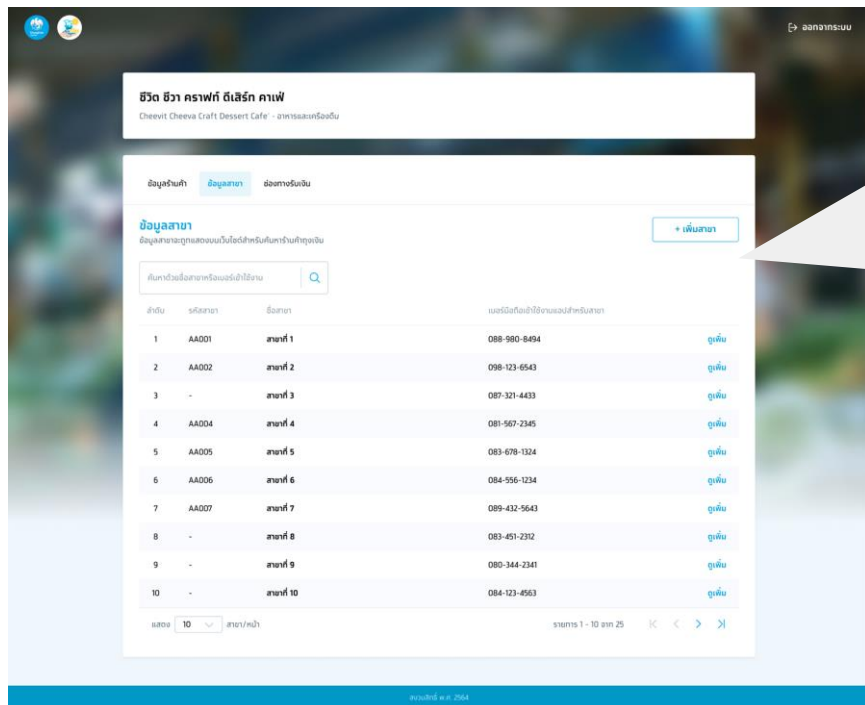 ออกจากระบบ
ชีวิต ชีวา คราฟท์ ดีเสิร์ท คาเฟ่
Cheevit Cheeva Craft Dessert Cafe' - อาหารและเครื่องดื่ม
ข้อมูลร้านค้า ข้อมูลสาขา ช่องทางรับเงิน
ข้อมูลสาขา
ข้อมูลสาขาจะถูกแสดงบนเว็บไซต์สำหรับค้นหาร้านค้าถุงเงิน
+ เพิ่มสาขา
ค้นหาด้วยชื่อสาขาหรือเบอร์เข้าใช้งาน
ลำดับ รหัสสาขา ชื่อสาขา เบอร์มือถือเข้าใช้งานแอปสำหรับสาขา
1 AA001 สาขาที่ 1 088-980-8494 ดูเพิ่ม
2 AA002 สาขาที่ 2 098-123-6543 ดูเพิ่ม
3 - สาขาที่ 3 087-321-4433 ดูเพิ่ม
4 AA004 สาขาที่ 4 081-567-2345 ดูเพิ่ม
5 AA005 สาขาที่ 5 083-678-1324 ดูเพิ่ม
6 AA006 สาขาที่ 6 084-556-1234 ดูเพิ่ม
7 AA007 สาขาที่ 7 089-432-5643 ดูเพิ่ม
8 - สาขาที่ 8 083-451-2312 ดูเพิ่ม
9 - สาขาที่ 9 080-344-2341 ดูเพิ่ม
10 - สาขาที่ 10 084-123-4563 ดูเพิ่ม
แสดง 10 สาขา/หน้า รายการ 1 - 10 จาก 25
สงวนสิทธิ์ พ.ศ. 2564